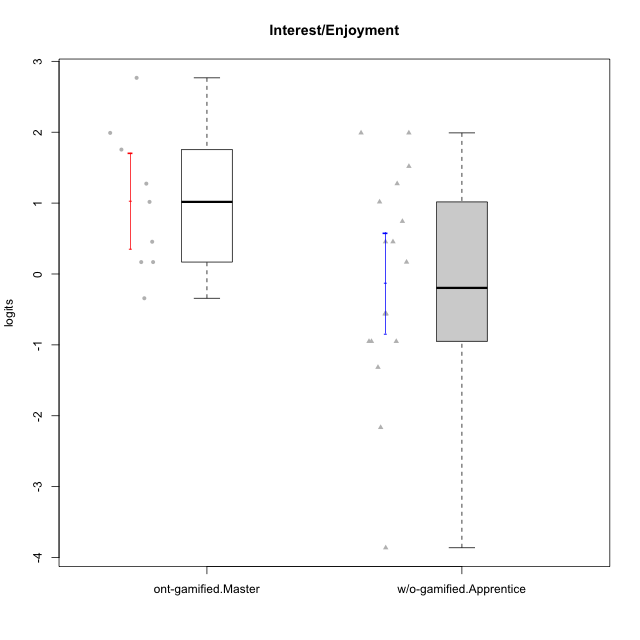 Interest/Enjoyment
3
2
1
0
-1
-2
-3
-4
logits
ont-gamified.Master
w/o-gamified.Apprentice